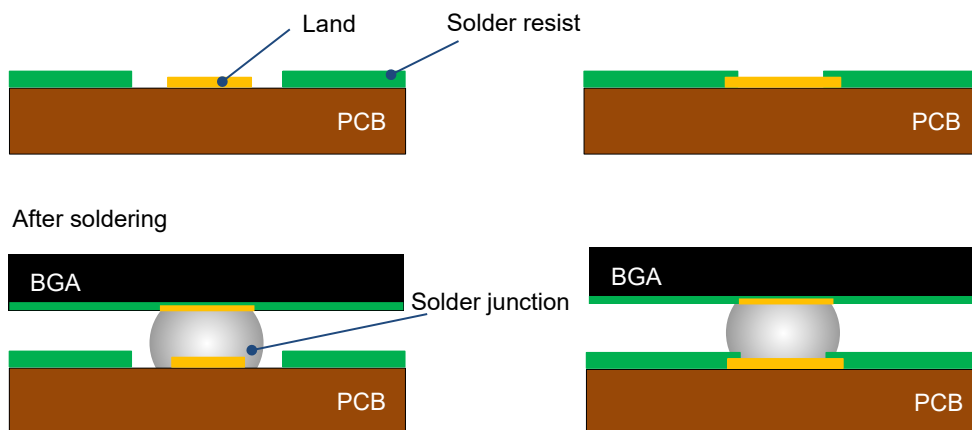 Land
Solder resist
PCB
PCB
After soldering
BGA
BGA
Solder junction
PCB
PCB